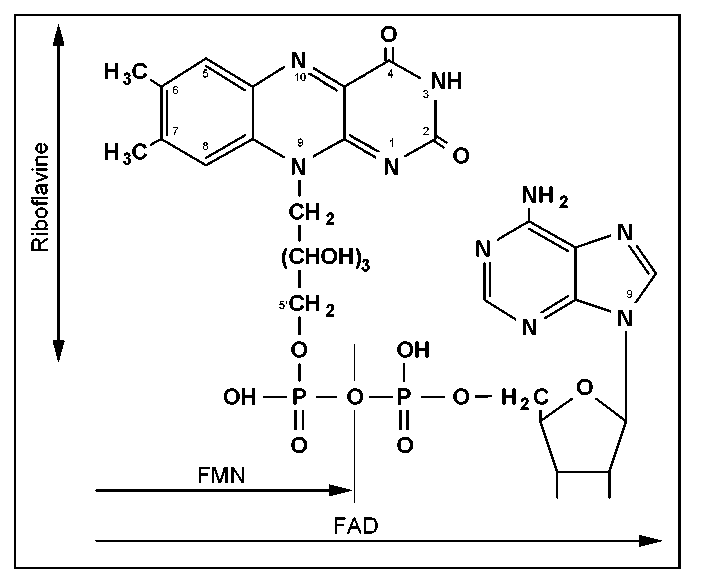 O
H₃C 5 N 10 4 NH
6 3
7 2
H₃C 8 N 9 N 1 O
Riboflavine
CH₂
(CHOH)₃
5' CH₂
O
OH
OH P O P O H₂C O
O O
NH₂
N N
9
N N
FMN
FAD